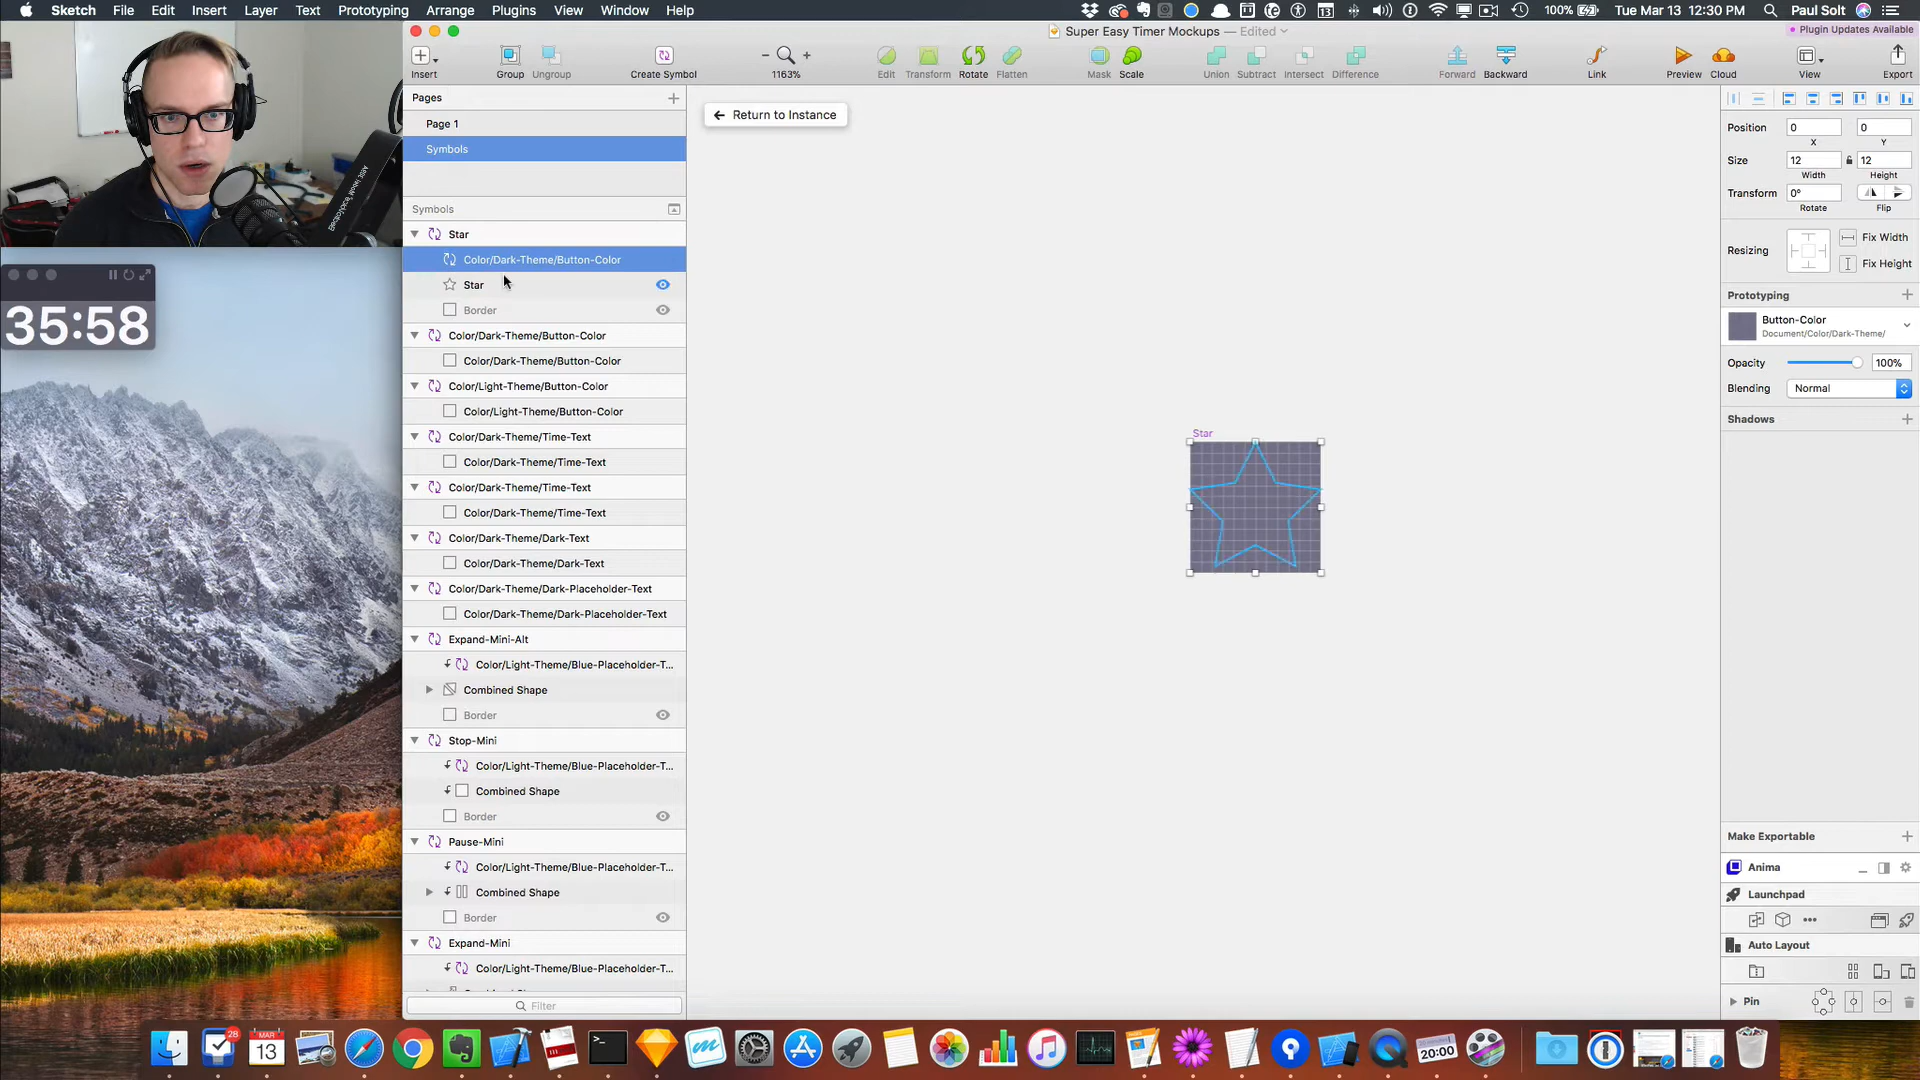 Sketch File Edit Insert Layer Text Prototyping Arrange Plugins View Window Help
100% Tue Mar 13 12:30 PM Paul Solt
Super Easy Timer Mockups — Edited
Plugin Updates Available
Insert Group Ungroup Create Symbol 1163% Edit Transform Rotate Flatten Mask Scale Union Subtract Intersect Difference Forward Backward Link Preview Cloud View Export
Pages
Page 1
Symbols
Symbols
Star
Color/Dark-Theme/Button-Color
Star
Border
Color/Dark-Theme/Button-Color
Color/Dark-Theme/Button-Color
Color/Light-Theme/Button-Color
Color/Light-Theme/Button-Color
Color/Dark-Theme/Time-Text
Color/Dark-Theme/Time-Text
Color/Dark-Theme/Time-Text
Color/Dark-Theme/Time-Text
Color/Dark-Theme/Dark-Text
Color/Dark-Theme/Dark-Text
Color/Dark-Theme/Dark-Placeholder-Text
Color/Dark-Theme/Dark-Placeholder-Text
Expand-Mini-Alt
Color/Light-Theme/Blue-Placeholder-T...
Combined Shape
Border
Stop-Mini
Color/Light-Theme/Blue-Placeholder-T...
Combined Shape
Border
Pause-Mini
Color/Light-Theme/Blue-Placeholder-T...
Combined Shape
Border
Expand-Mini
Color/Light-Theme/Blue-Placeholder-T...
Filter
35:58
Return to Instance
Star
Position 0 0
X Y
Size 12 12
Width Height
Transform 0°
Rotate Flip
Resizing Fix Width
Fix Height
Prototyping
Button-Color
Document/Color/Dark-Theme/
Opacity 100%
Blending Normal
Shadows
Make Exportable
Anima
Launchpad
Auto Layout
Pin
28
MAR
13
20:00